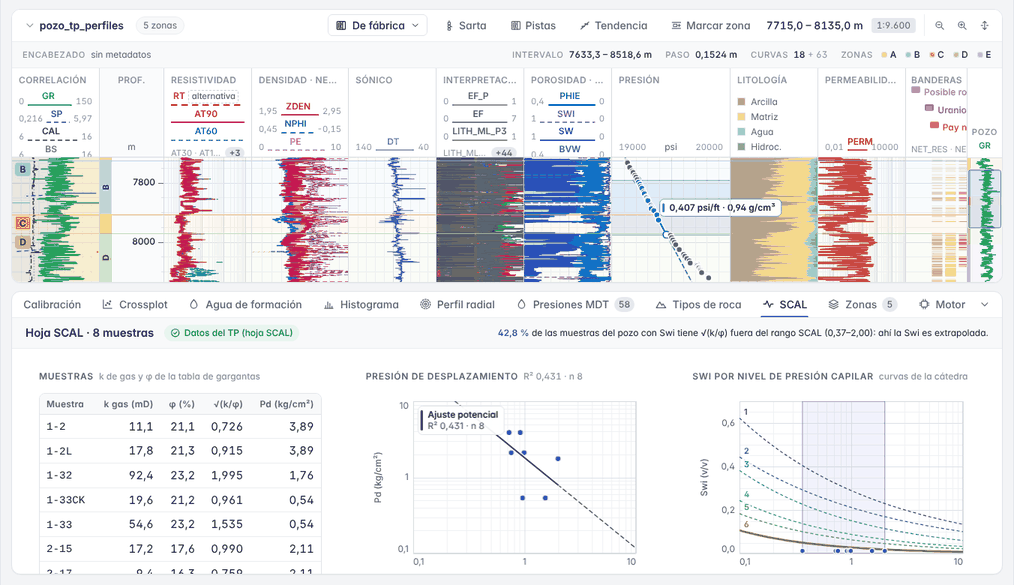 pozo_tp_perfiles 5 zonas De fábrica Sarta Pistas Tendencia Marcar zona 7715,0 – 8135,0 m 1:9.600
ENCABEZADO sin metadatos INTERVALO 7633,3 – 8518,6 m PASO 0,1524 m CURVAS 18 + 63 ZONAS A B C D E
CORRELACIÓN PROF. RESISTIVIDAD DENSIDAD · NE... SÓNICO INTERPRETAC... POROSIDAD · ... PRESIÓN LITOLOGÍA PERMEABILID... BANDERAS
0 GR 150 RT alternativa EF_P 0,4 PHIE 0 Arcilla Posible ro
0,216 SP 5,97 AT90 1,95 ZDEN 2,95 0 EF 7 1 SWI 0 Matriz Uranio
6 CAL 16 AT60 0,45 NPHI -0,15 0 LITH_ML_P3 1 1 SW 0 Agua Pay n POZO
6 BS 16 m AT30 · AT1... +3 0 PE 10 140 DT 40 LITH_ML... +44 0,4 BVW 0 19000 psi 20000 Hidroc. 0,01 PERM 0000 NET_RES · NE GR
B B 7800
0,407 psi/ft · 0,94 g/cm³
C
D 8000 D
Calibración Crossplot Agua de formación Histograma Perfil radial Presiones MDT 58 Tipos de roca SCAL Zonas 5 Motor
Hoja SCAL · 8 muestras Datos del TP (hoja SCAL) 42,8 % de las muestras del pozo con Swi tiene √(k/φ) fuera del rango SCAL (0,37–2,00): ahí la Swi es extrapolada.
MUESTRAS k de gas y φ de la tabla de gargantas
Muestra k gas (mD) φ (%) √(k/φ) Pd (kg/cm²)
1-2 11,1 21,1 0,726 3,89
1-2L 17,8 21,3 0,915 3,89
1-32 92,4 23,2 1,995 1,76
1-33CK 19,6 21,2 0,961 0,54
1-33 54,6 23,2 1,535 0,54
2-15 17,2 17,6 0,990 2,11
2-17 9,4 16,3 0,759 2,11
PRESIÓN DE DESPLAZAMIENTO R² 0,431 · n 8
Ajuste potencial
R² 0,431 · n 8
Pd (kg/cm²)
10
1
0,1
0,1 1 10
SWI POR NIVEL DE PRESIÓN CAPILAR curvas de la cátedra
Swi (v/v)
0,6
0,4
0,2
0,0
1
2
3
4
5
6
0,1 1 10